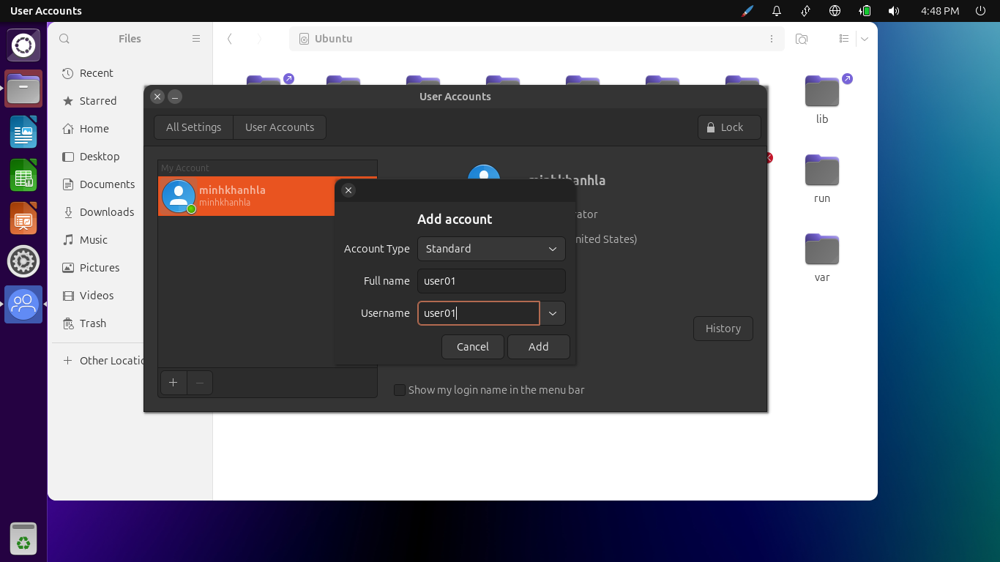 User Accounts
4:48 PM
Files
Ubuntu
Recent
Starred
Home
Desktop
Documents
Downloads
Music
Pictures
Videos
Trash
Other Locatio
lib
run
var
User Accounts
All Settings
User Accounts
Lock
My Account
minhkhanhla
minhkhanhla
minhkhanhla
rator
nited States)
History
Show my login name in the menu bar
Add account
Account Type
Standard
Full name
user01
Username
user01
Cancel
Add